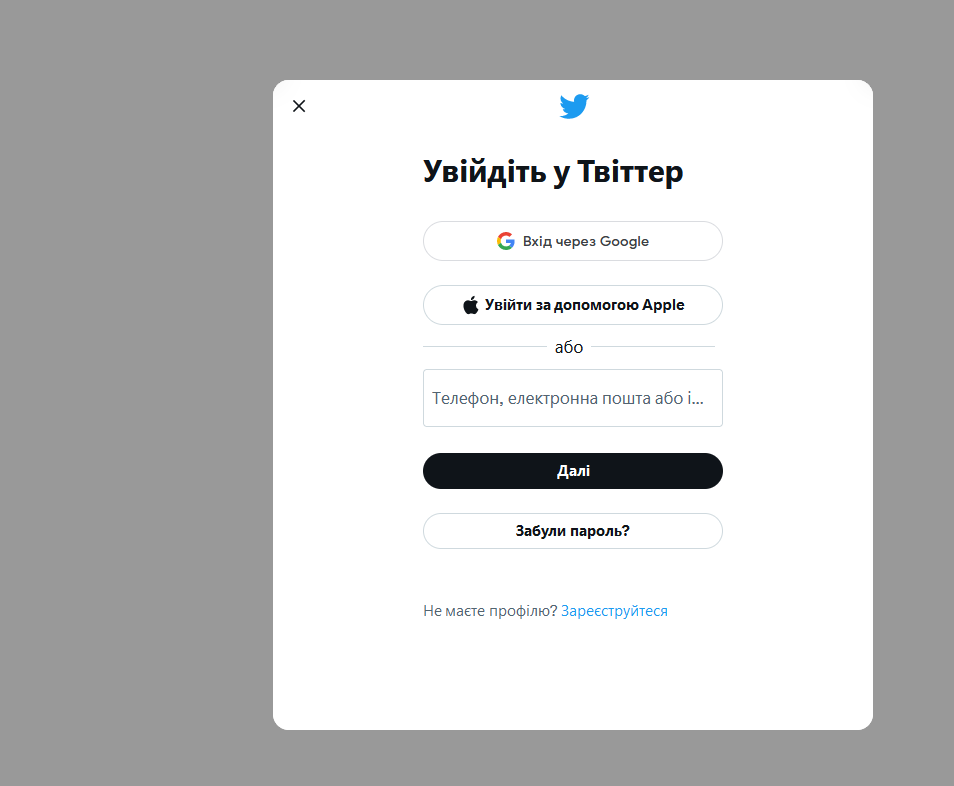 Увійдіть у Твіттер
Вхід через Google
Увійти за допомогою Apple
або
Телефон, електронна пошта або і...
Далі
Забули пароль?
Не маєте профілю? Зареєструйтеся